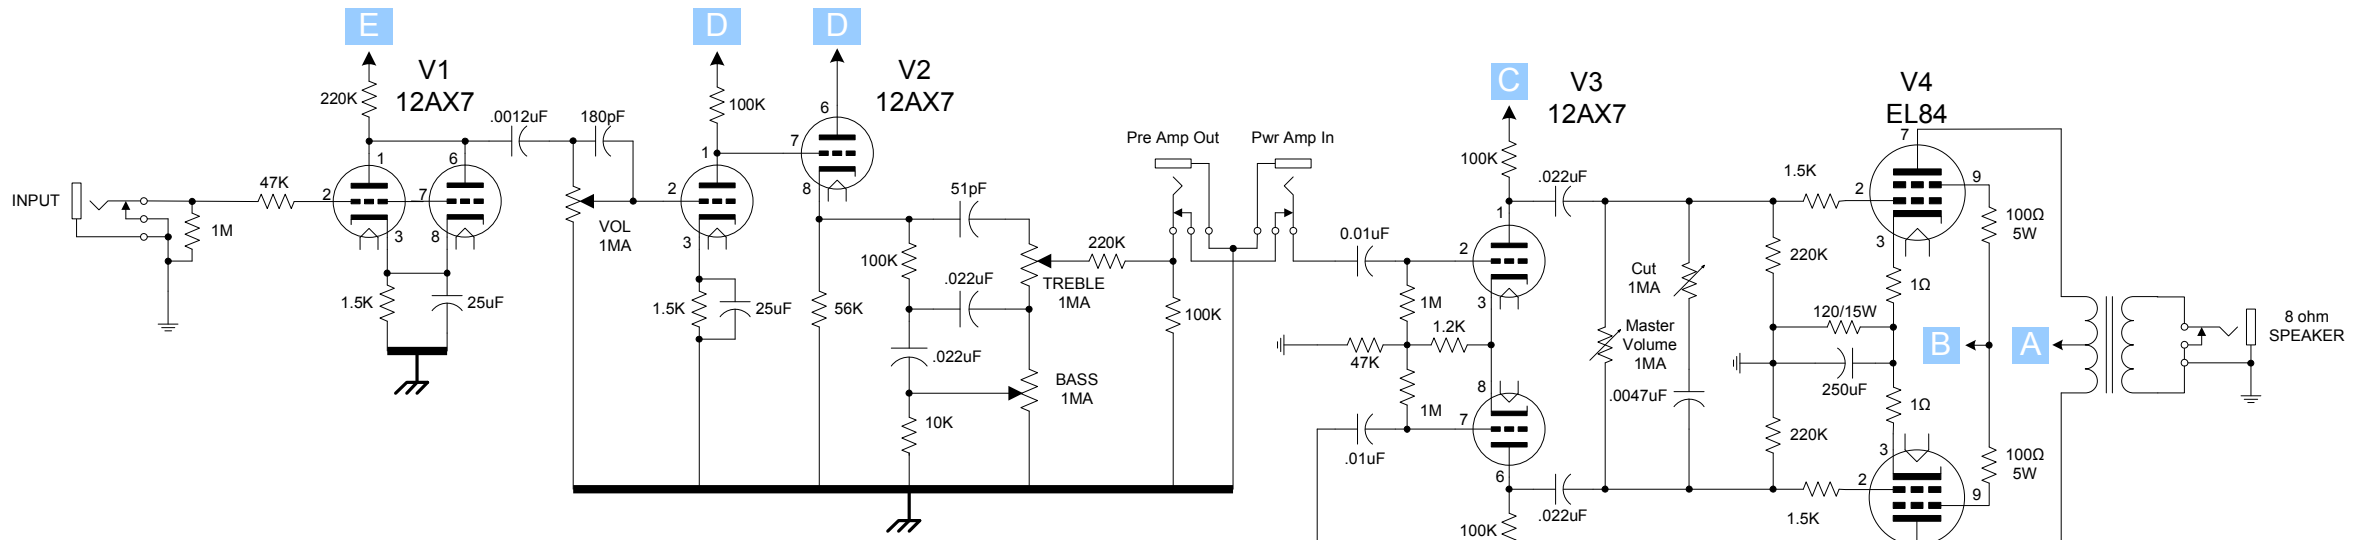 E
D
D
V1
12AX7
V2
12AX7
C
V3
12AX7
V4
EL84
220K
.0012uF
180pF
100K
6
7
8
1
6
INPUT
47K
2
7
1M
3
8
1.5K
25uF
VOL
1MA
1
2
3
1.5K
25uF
56K
51pF
100K
.022uF
.022uF
10K
TREBLE
1MA
BASS
1MA
220K
100K
Pre Amp Out
Pwr Amp In
0.01uF
1M
47K
1.2K
1M
.01uF
100K
1
2
3
8
7
6
100K
.022uF
.022uF
Cut
1MA
Master
Volume
1MA
.0047uF
1.5K
220K
120/15W
250uF
220K
1.5K
7
2
9
3
1Ω
1Ω
3
2
9
100Ω
5W
100Ω
5W
B
A
8 ohm
SPEAKER